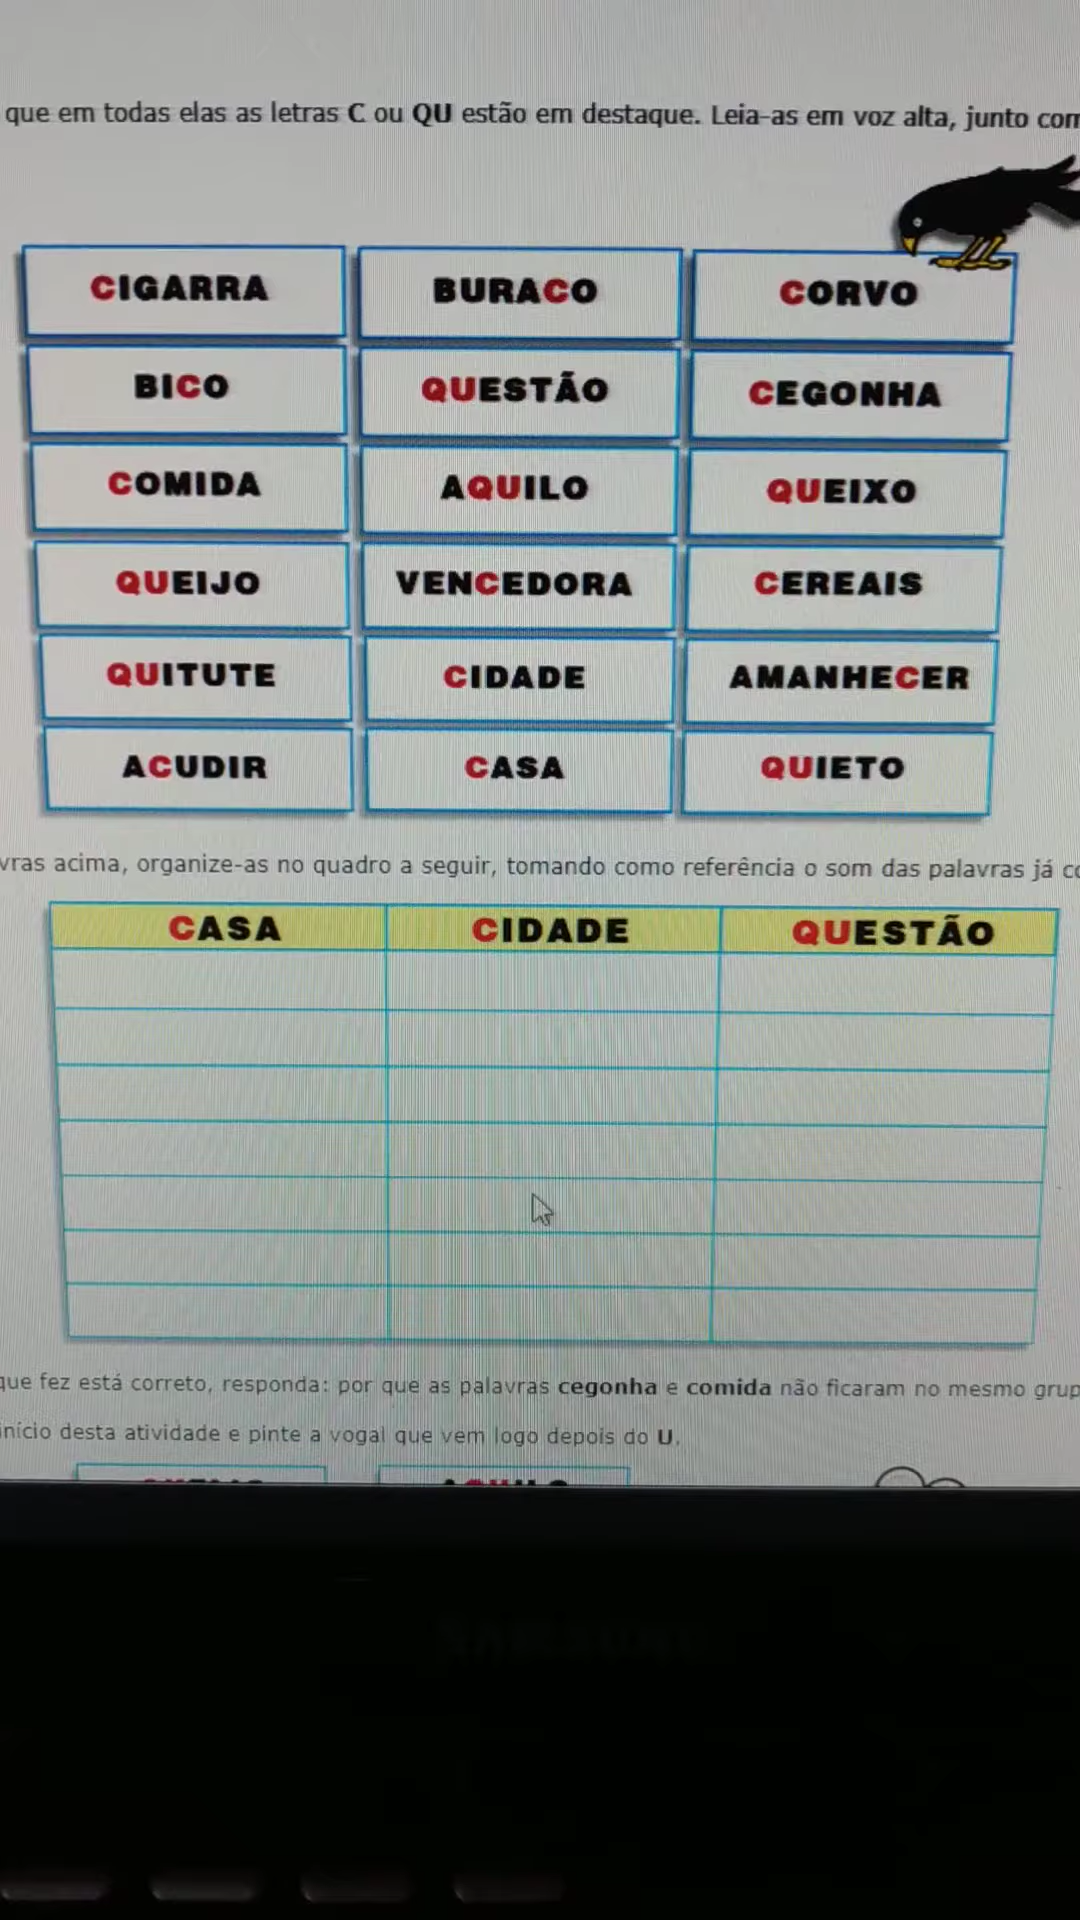 que em todas elas as letras C ou QU estão em destaque. Leia-as em voz alta, junto com
CIGARRA BURACO CORVO
BICO QUESTÃO CEGONHA
COMIDA AQUILO QUEIXO
QUEIJO VENCEDORA CEREAIS
QUITUTE CIDADE AMANHECER
ACUDIR CASA QUIETO
acima, organize-as no quadro a seguir, tomando como referência o som das palavras já
CASA CIDADE QUESTÃO
que fez está correto, responda: por que as palavras cegonha e comida não ficaram no mesmo
início desta atividade e pinte a vogal que vem logo depois do U.